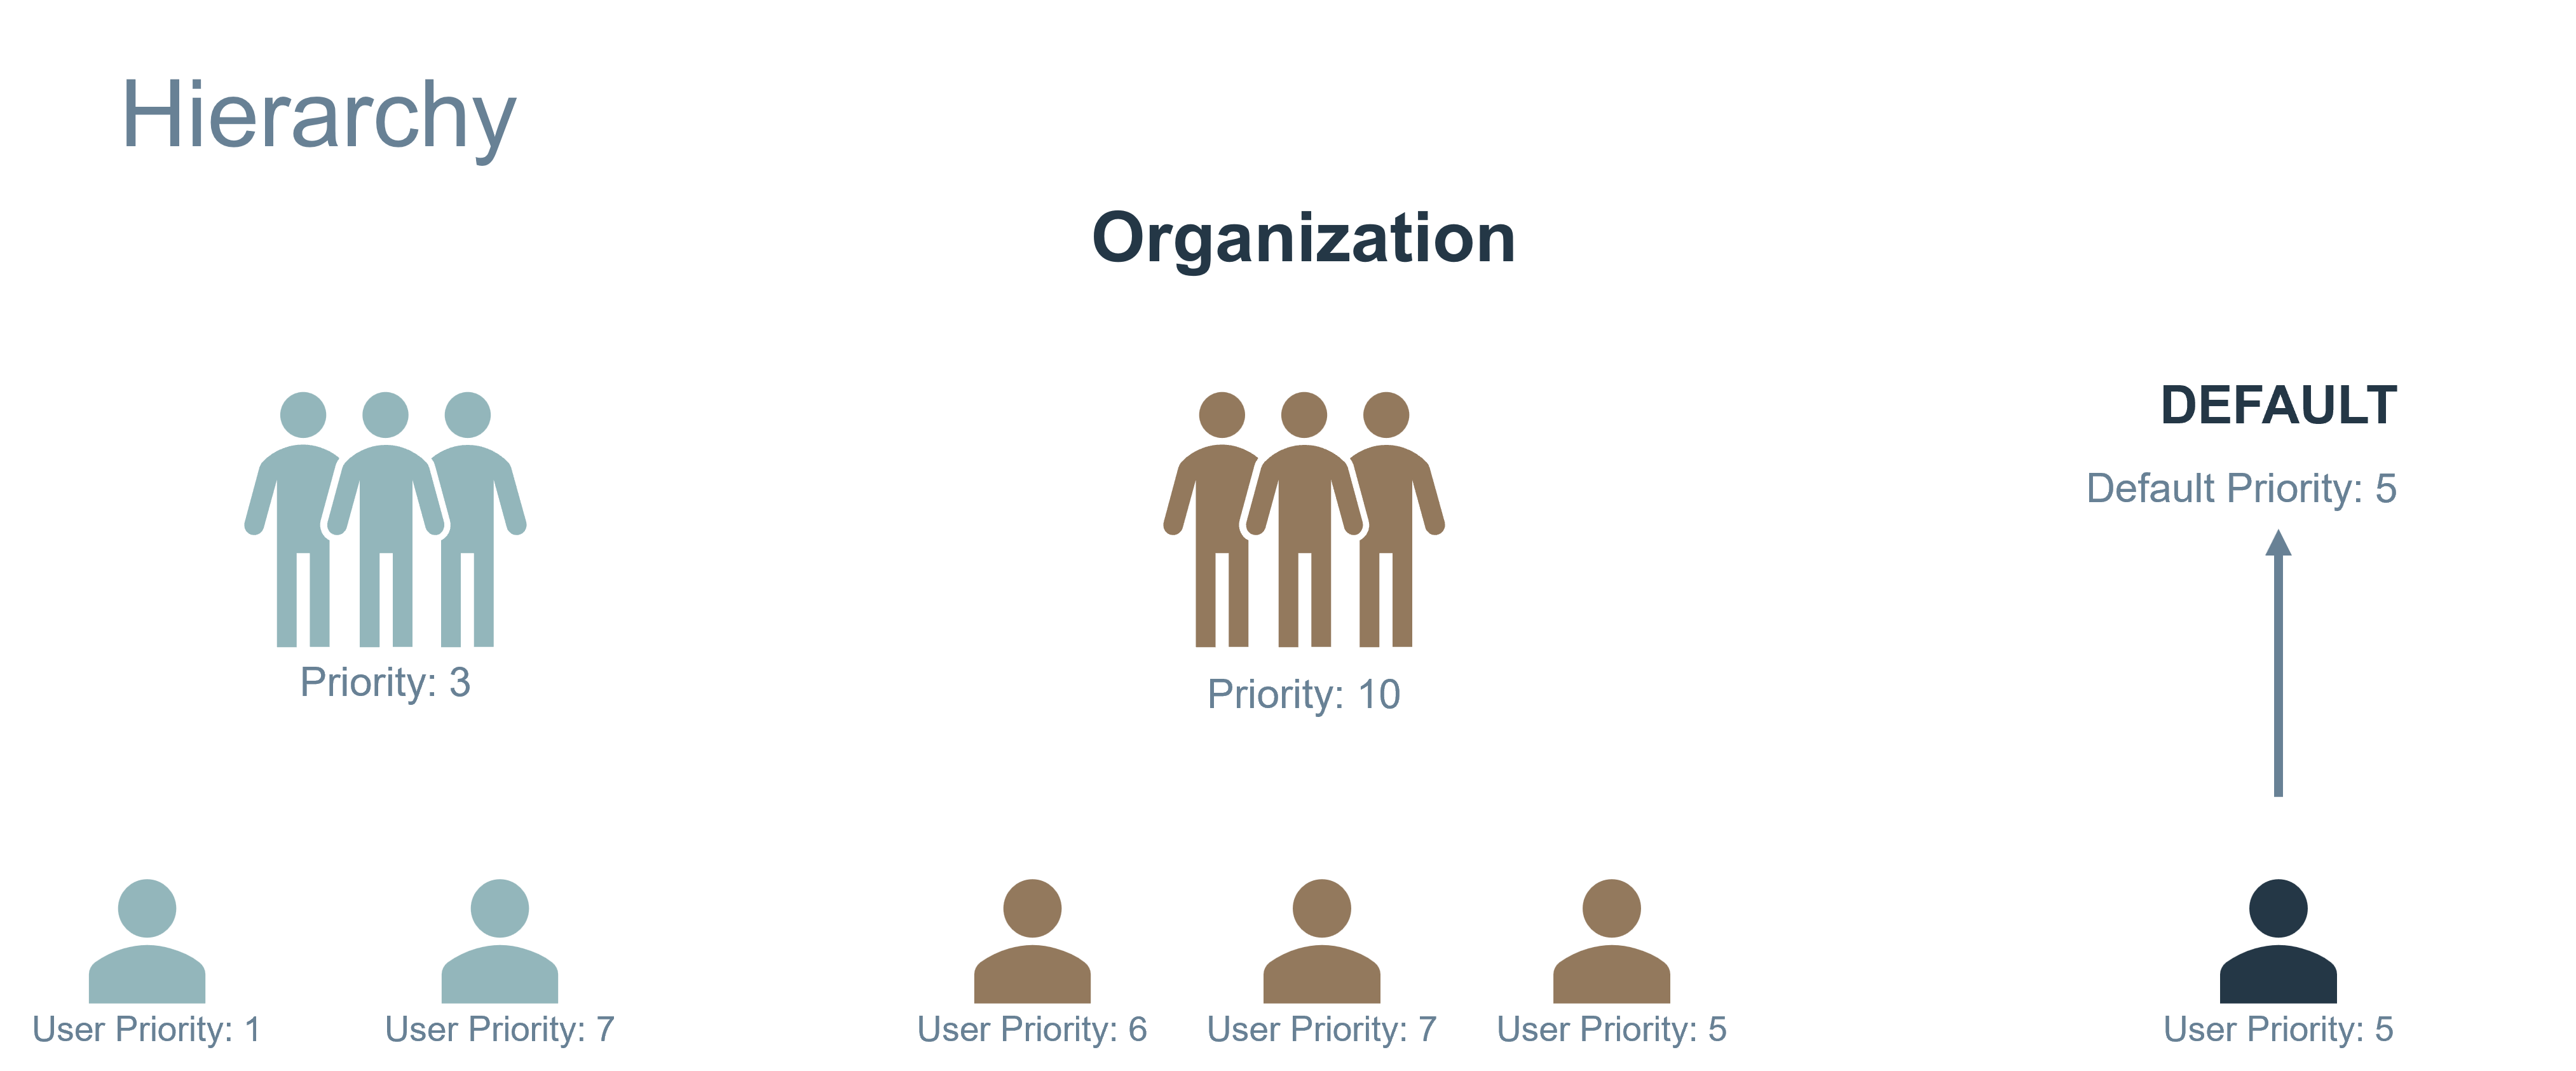 Hierarchy
Organization
DEFAULT
Default Priority: 5
Priority: 3
Priority: 10
User Priority: 1
User Priority: 7
User Priority: 6
User Priority: 7
User Priority: 5
User Priority: 5